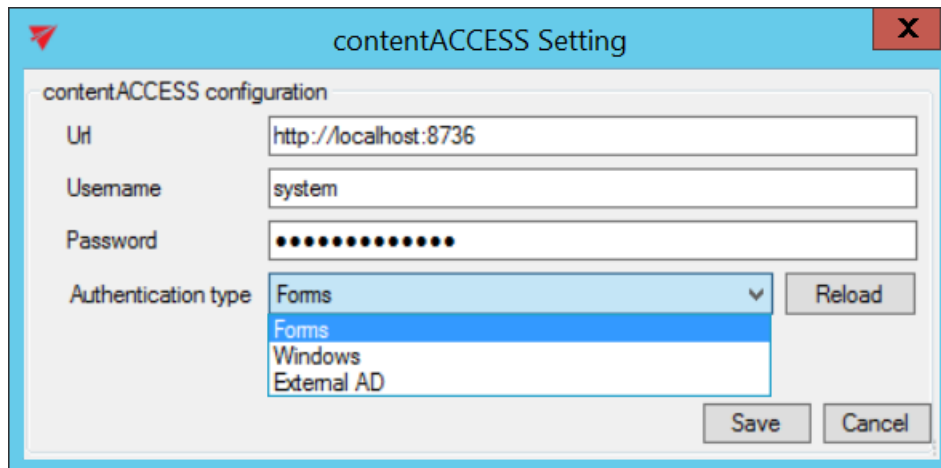 contentACCESS Setting
X
contentACCESS configuration
Url
http://localhost:8736
Username
system
Password
●●●●●●●●●●●●●
Authentication type
Forms
Reload
Forms
Windows
External AD
Save
Cancel